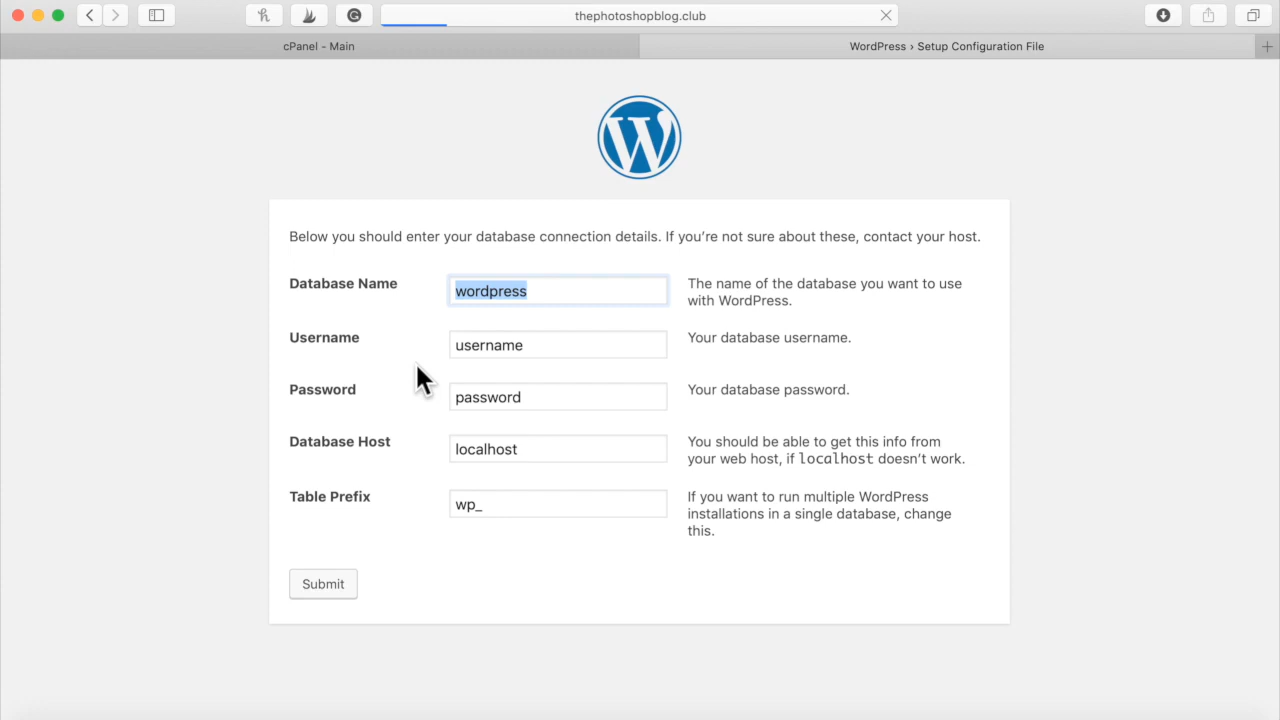 thephotoshopblog.club
cPanel – Main
WordPress › Setup Configuration File
Below you should enter your database connection details. If you’re not sure about these, contact your host.
Database Name
wordpress
The name of the database you want to use
with WordPress.
Username
username
Your database username.
Password
password
Your database password.
Database Host
localhost
You should be able to get this info from
your web host, if localhost doesn’t work.
Table Prefix
wp_
If you want to run multiple WordPress
installations in a single database, change
this.
Submit